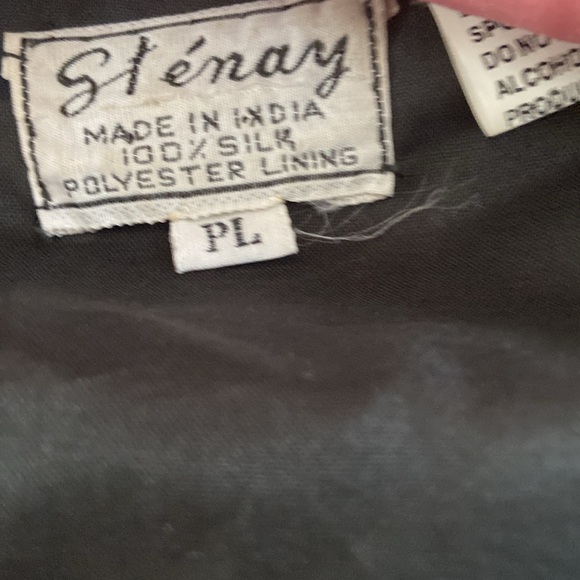 Sténay
MADE IN INDIA
100% SILK
POLYESTER LINING
PL
DO NO
ALCOHO
PRODU